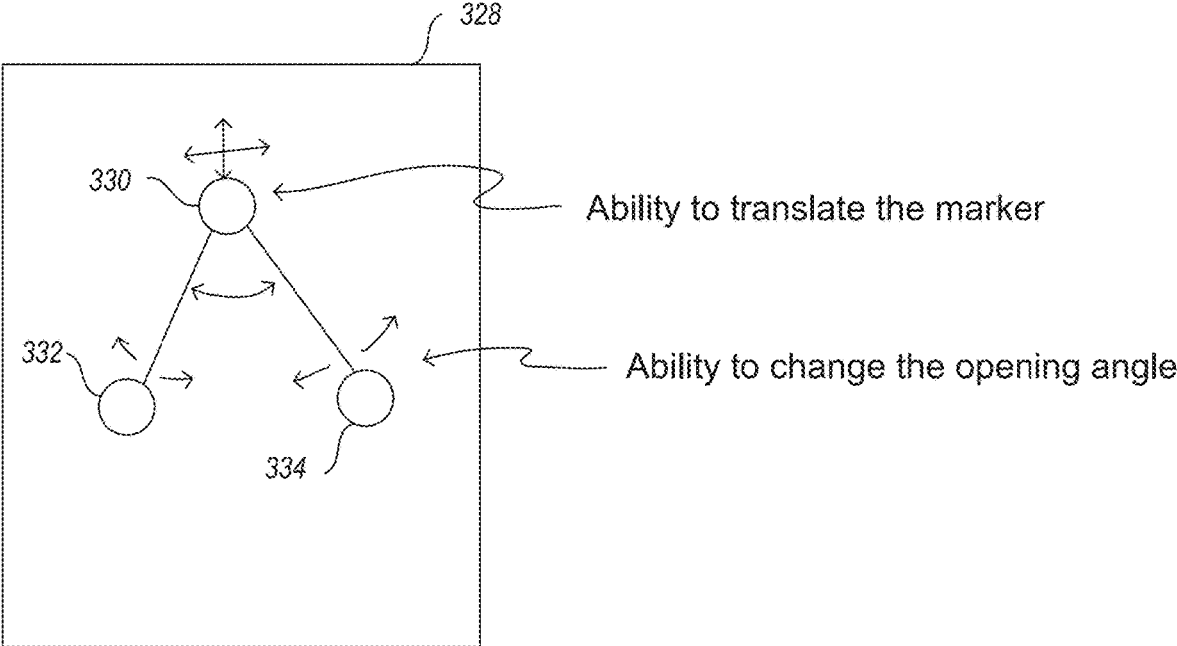 328
330
Ability to translate the marker
332
Ability to change the opening angle
334